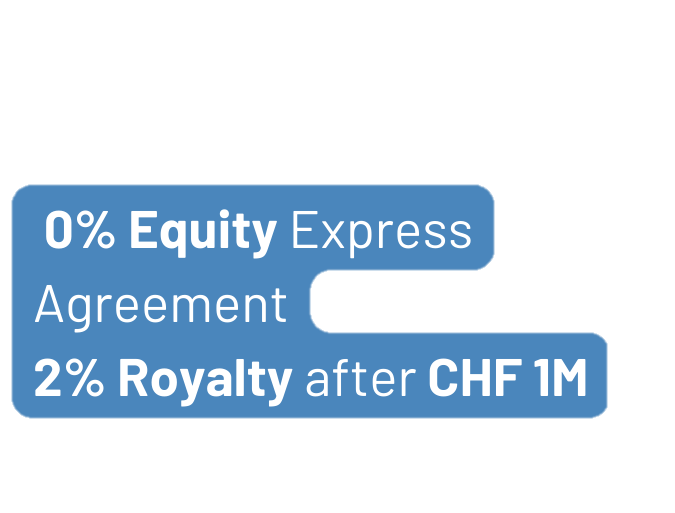 0% Equity Express
Agreement
2% Royalty after CHF 1M